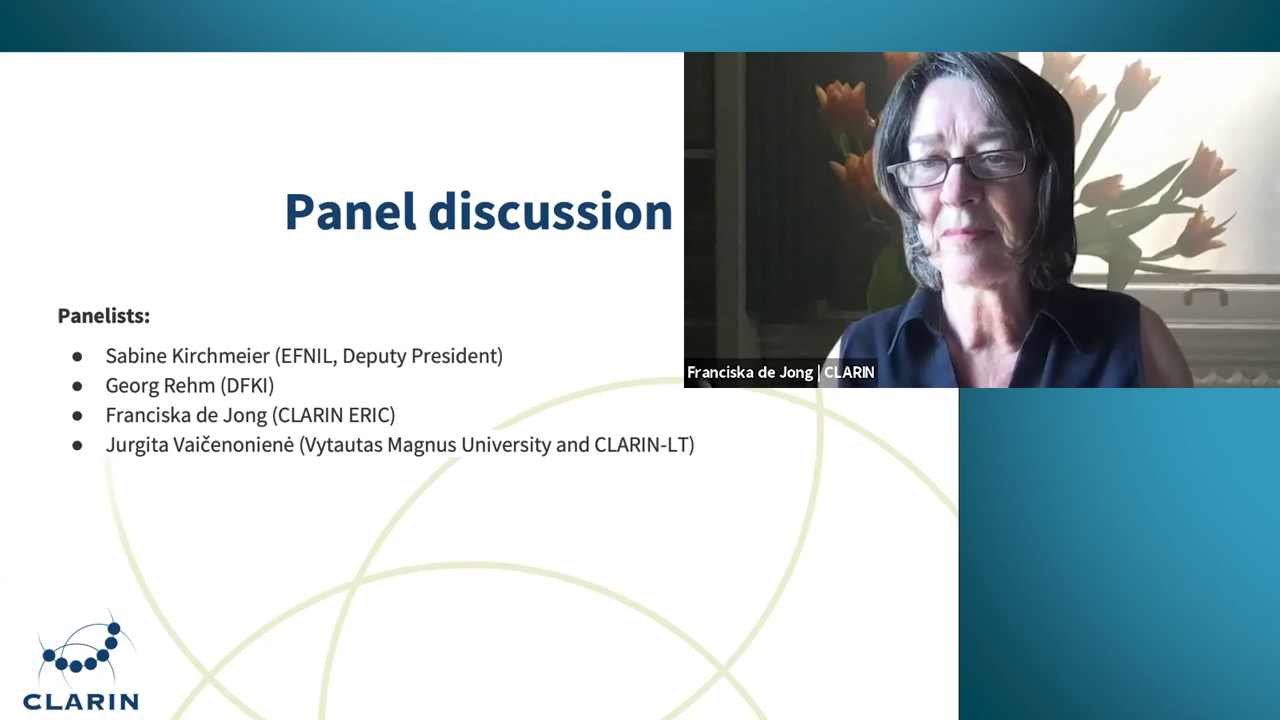 Panel discussion
Panelists:
● Sabine Kirchmeier (EFNIL, Deputy President)
● Georg Rehm (DFKI)
● Franciska de Jong (CLARIN ERIC)
● Jurgita Vaičenonienė (Vytautas Magnus University and CLARIN-LT)
Franciska de Jong | CLARIN
CLARIN